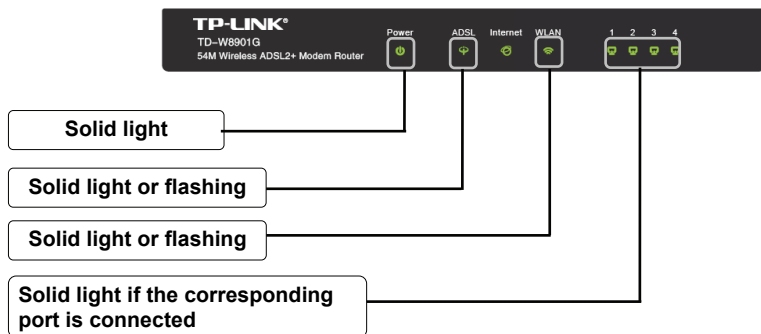 TP-LINK®
TD-W8901G
54M Wireless ADSL2+ Modem Router
Power ADSL Internet WLAN 1 2 3 4
Solid light
Solid light or flashing
Solid light or flashing
Solid light if the corresponding
port is connected